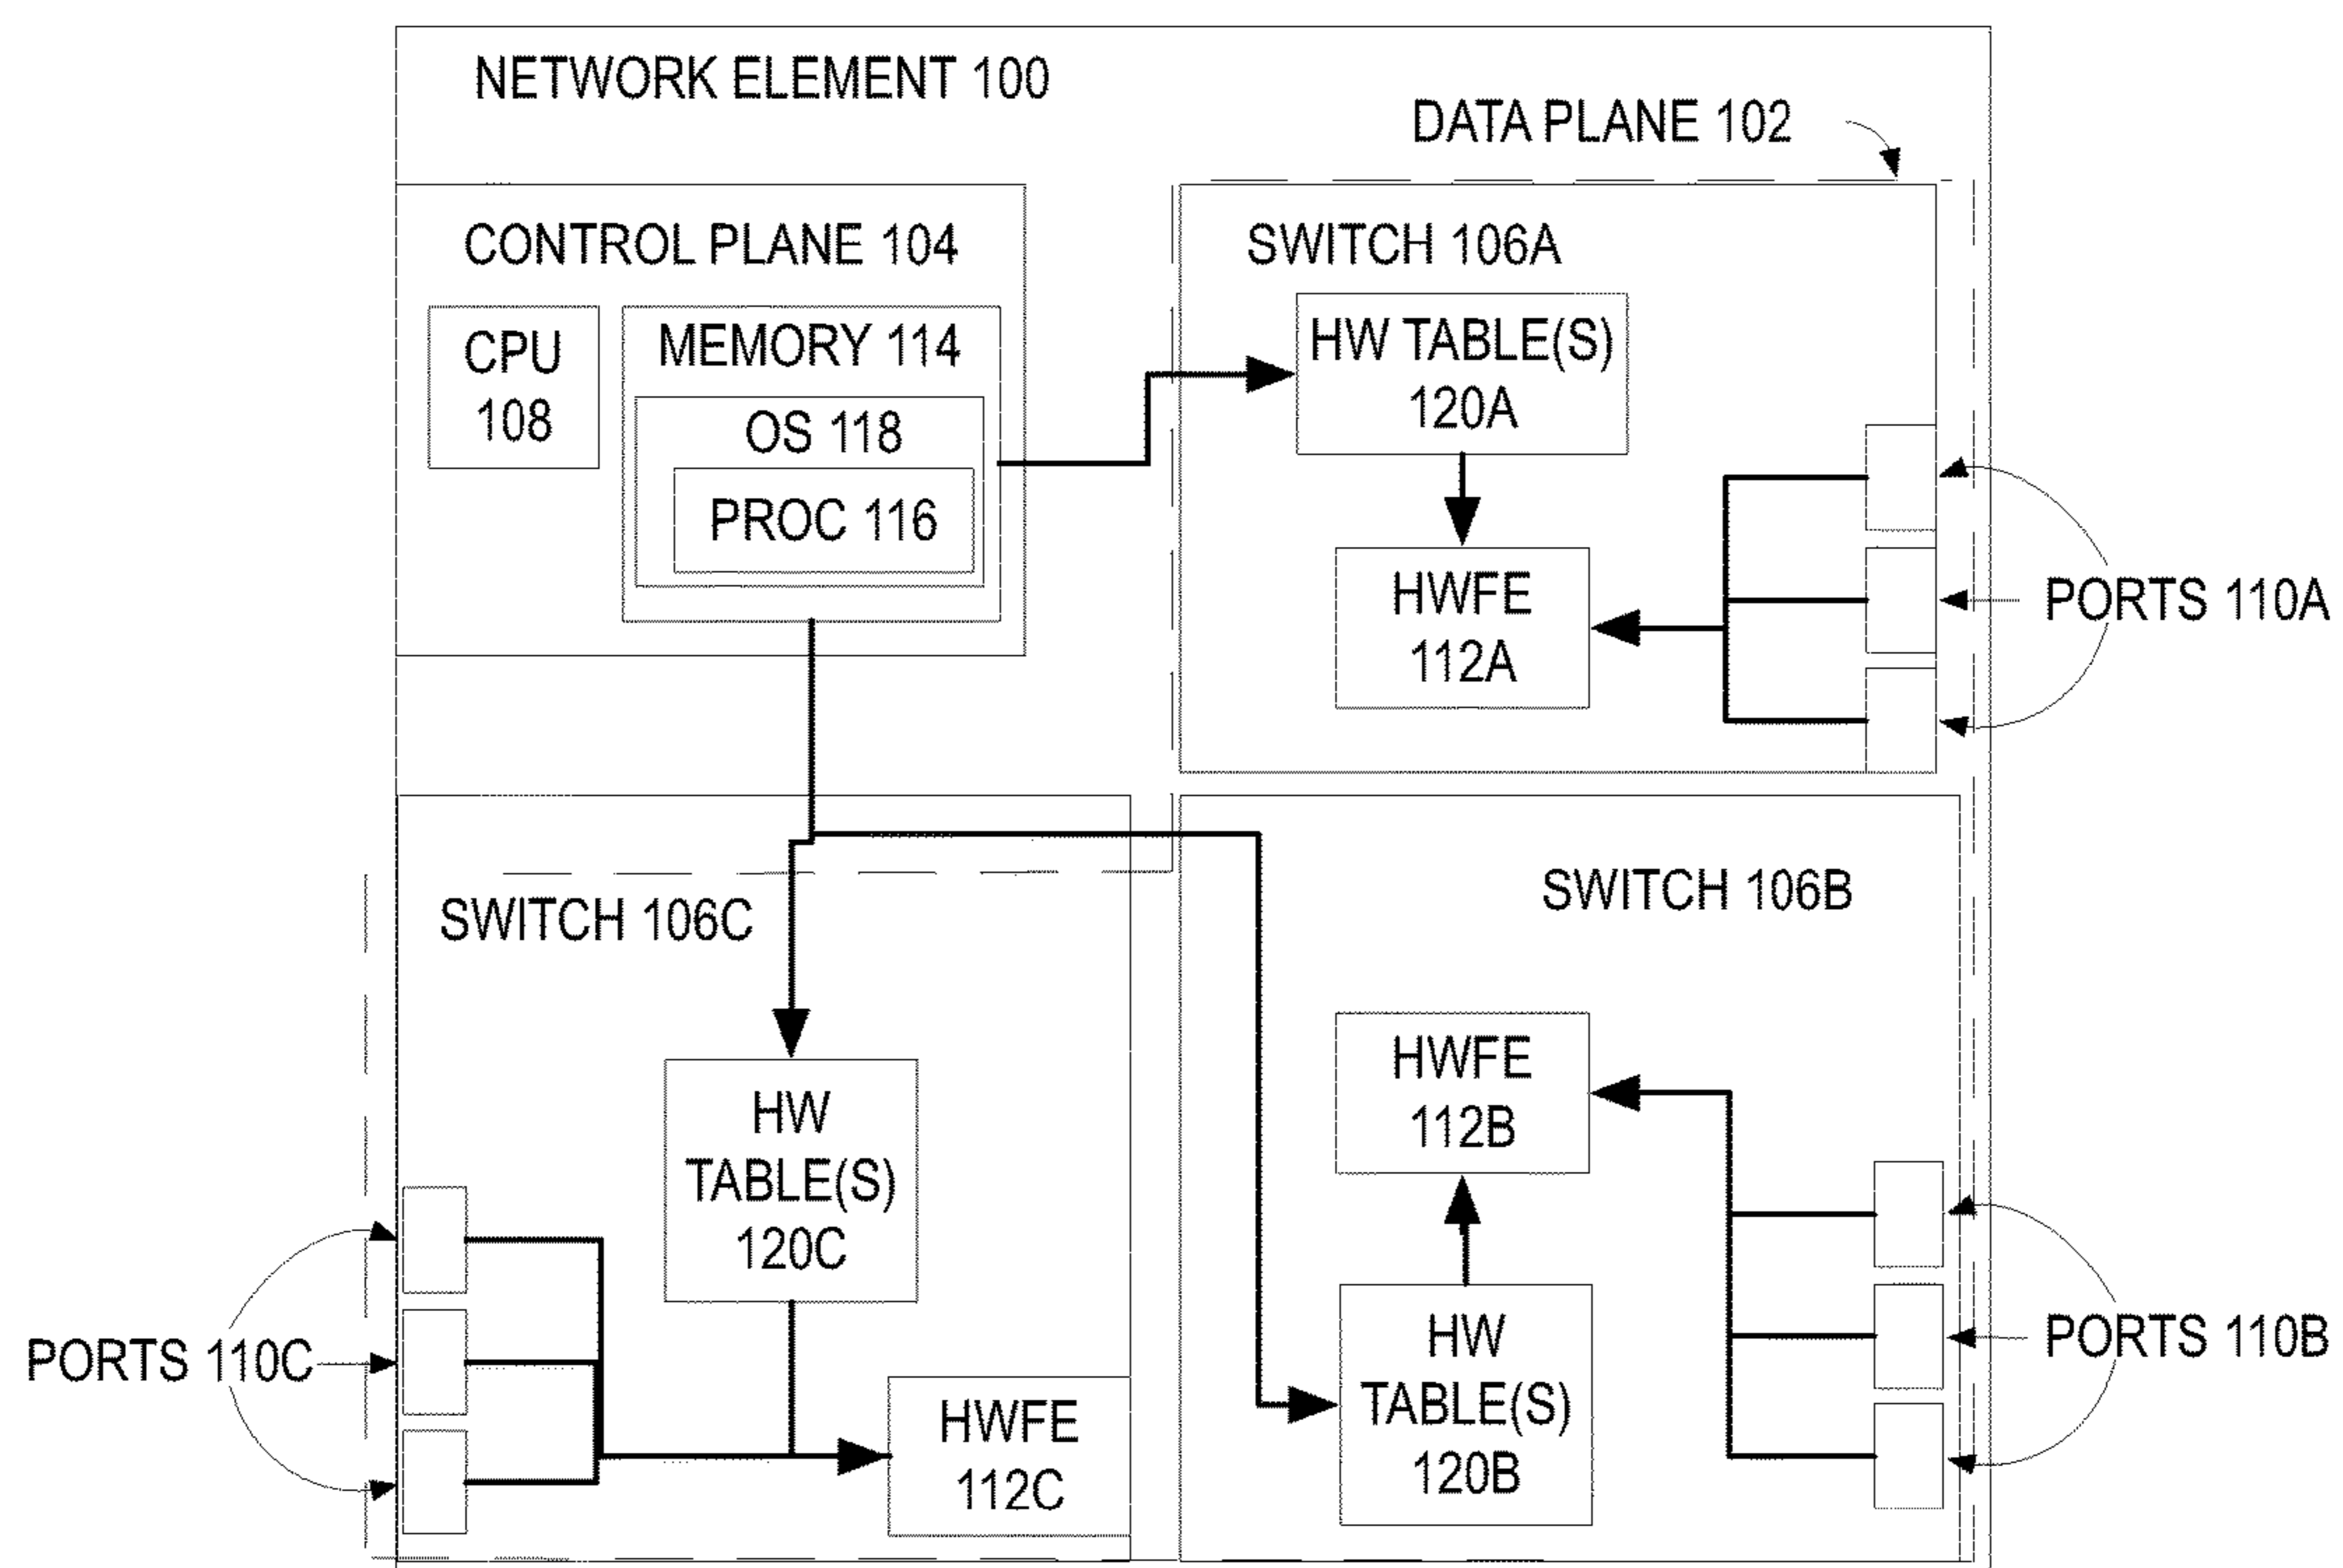 NETWORK ELEMENT 100
DATA PLANE 102
CONTROL PLANE 104
CPU
108
MEMORY 114
OS 118
PROC 116
SWITCH 106A
HW TABLE(S)
120A
HWFE
112A
PORTS 110A
SWITCH 106C
HW
TABLE(S)
120C
PORTS 110C
HWFE
112C
SWITCH 106B
HWFE
112B
HW
TABLE(S)
120B
PORTS 110B